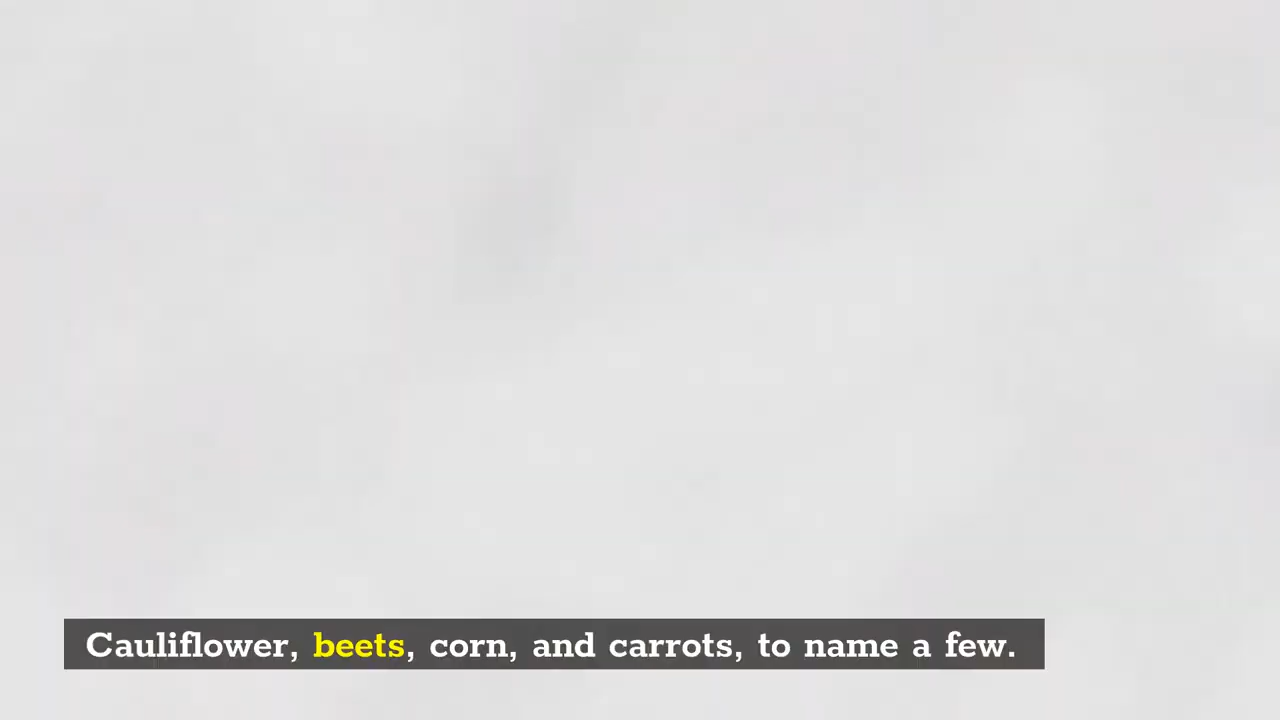 Cauliflower, beets, corn, and carrots, to name a few.